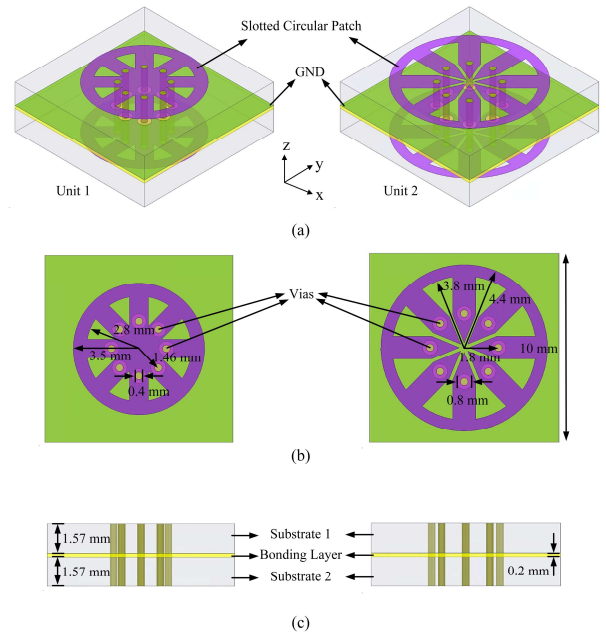 Slotted Circular Patch
GND
z
y
x
Unit 1
Unit 2
(a)
Vias
2.8 mm
3.5 mm
1.46 mm
0.4 mm
3.8 mm
4.4 mm
1.8 mm
10 mm
0.8 mm
(b)
1.57 mm
1.57 mm
Substrate 1
Bonding Layer
Substrate 2
0.2 mm
(c)